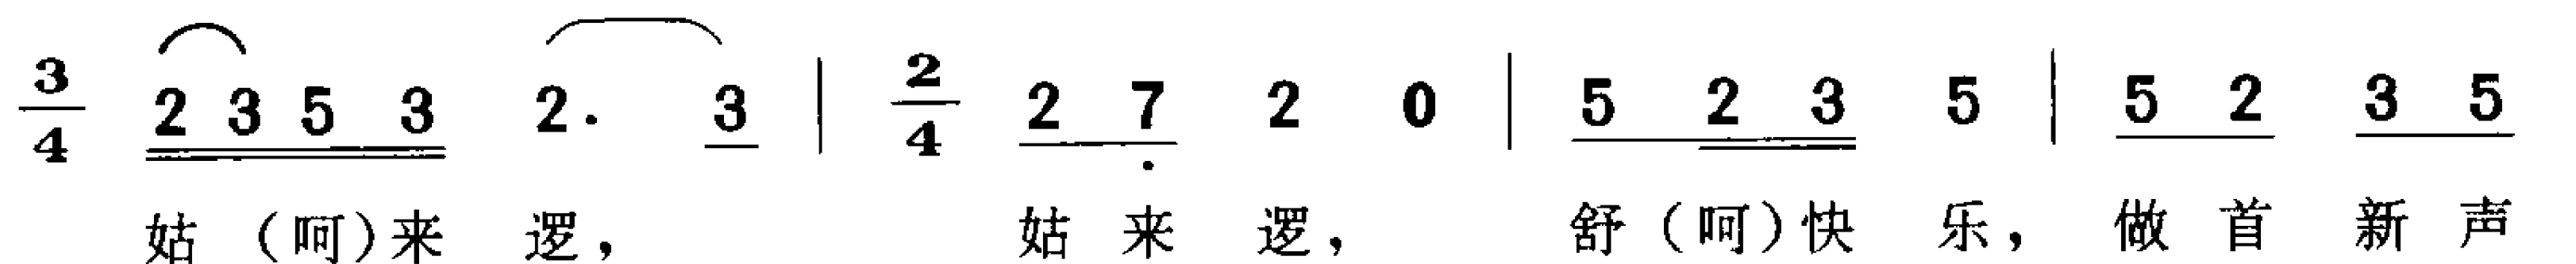 3/4 2 3 5 3 2. 3 | 2/4 2 7̣ 2 0 | 5 2 3 5 | 5 2 3 5
姑（呵）来 逻， 姑 来 逻， 舒（呵）快 乐， 做 首 新 声